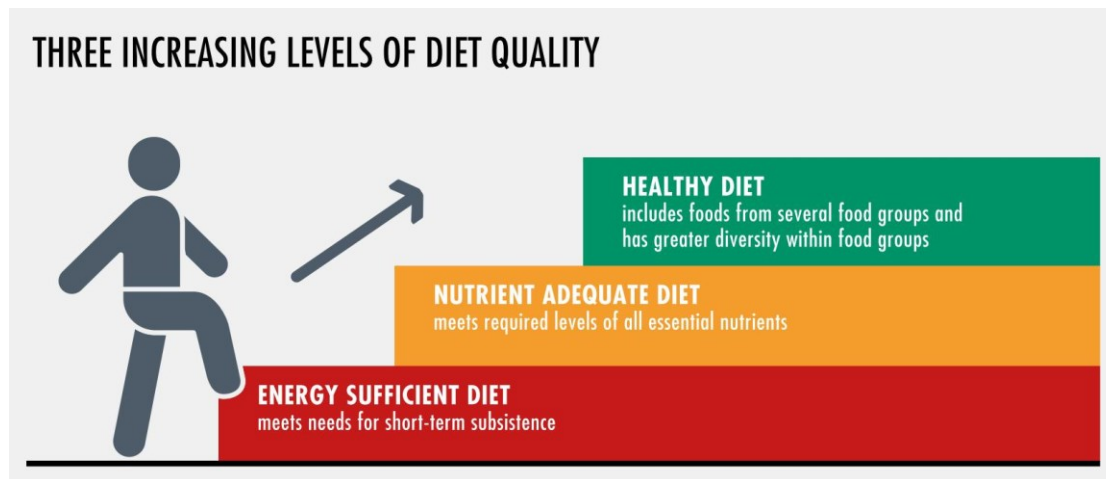 THREE INCREASING LEVELS OF DIET QUALITY
HEALTHY DIET
includes foods from several food groups and
has greater diversity within food groups
NUTRIENT ADEQUATE DIET
meets required levels of all essential nutrients
ENERGY SUFFICIENT DIET
meets needs for short-term subsistence